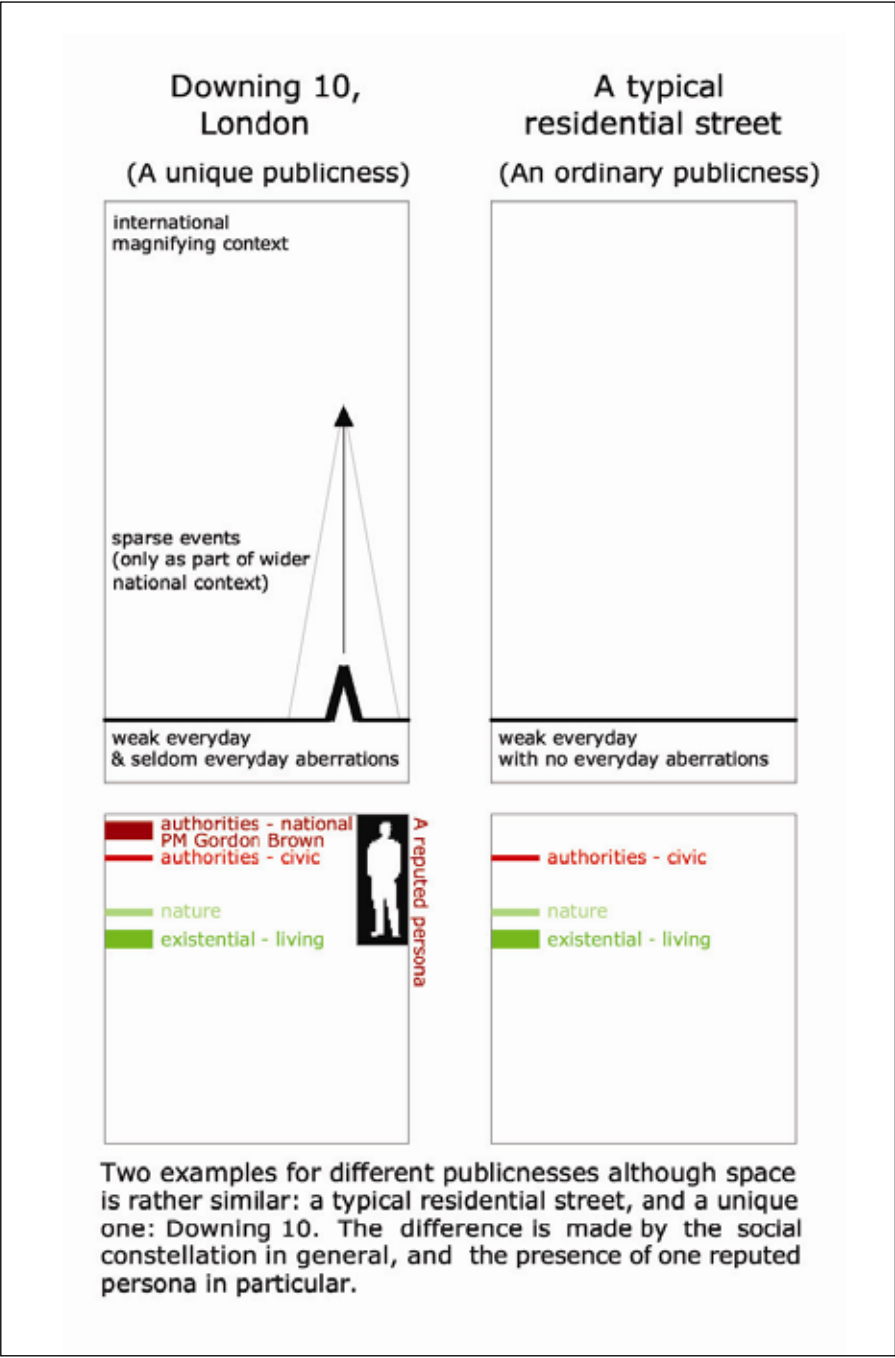 Downing 10,
London
(A unique publicness)
international
magnifying context
sparse events
(only as part of wider
national context)
weak everyday
& seldom everyday aberrations
authorities - national
PM Gordon Brown
authorities - civic
nature
existential - living
A reputed persona
A typical
residential street
(An ordinary publicness)
weak everyday
with no everyday aberrations
authorities - civic
nature
existential - living
Two examples for different publicnesses although space
is rather similar: a typical residential street, and a unique
one: Downing 10. The difference is made by the social
constellation in general, and the presence of one reputed
persona in particular.